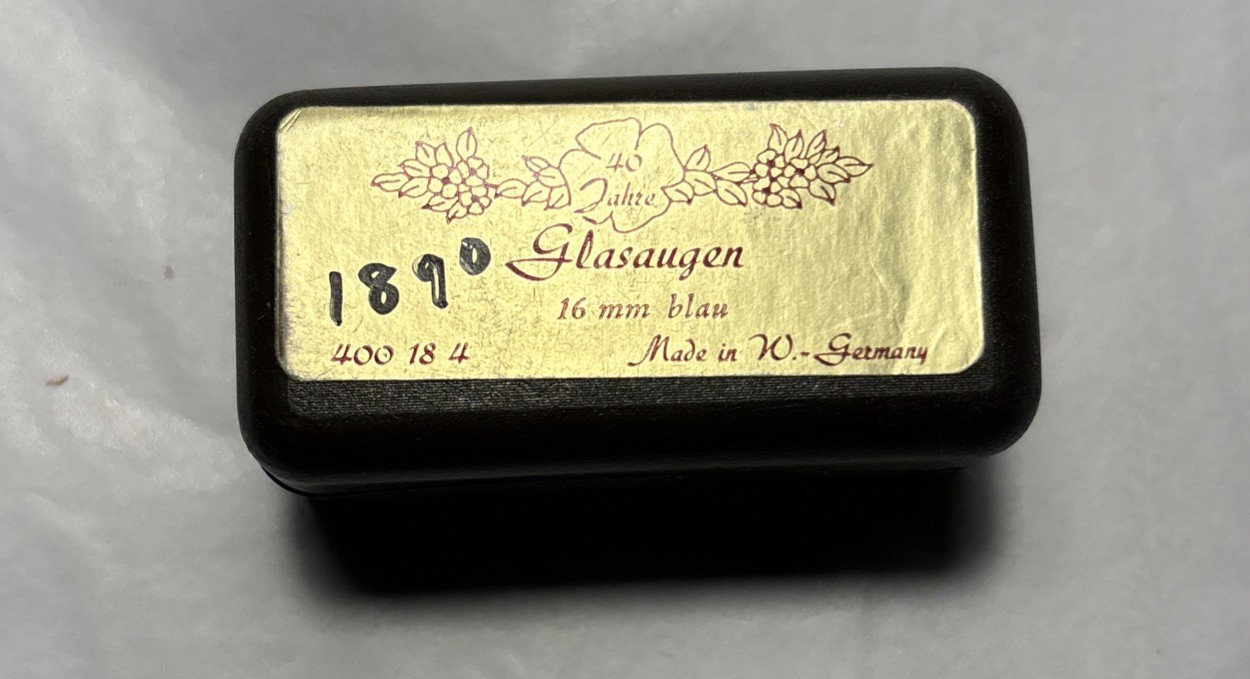 40
Jahre
Glasaugen
1890
16 mm blau
400 18 4
Made in W.-Germany